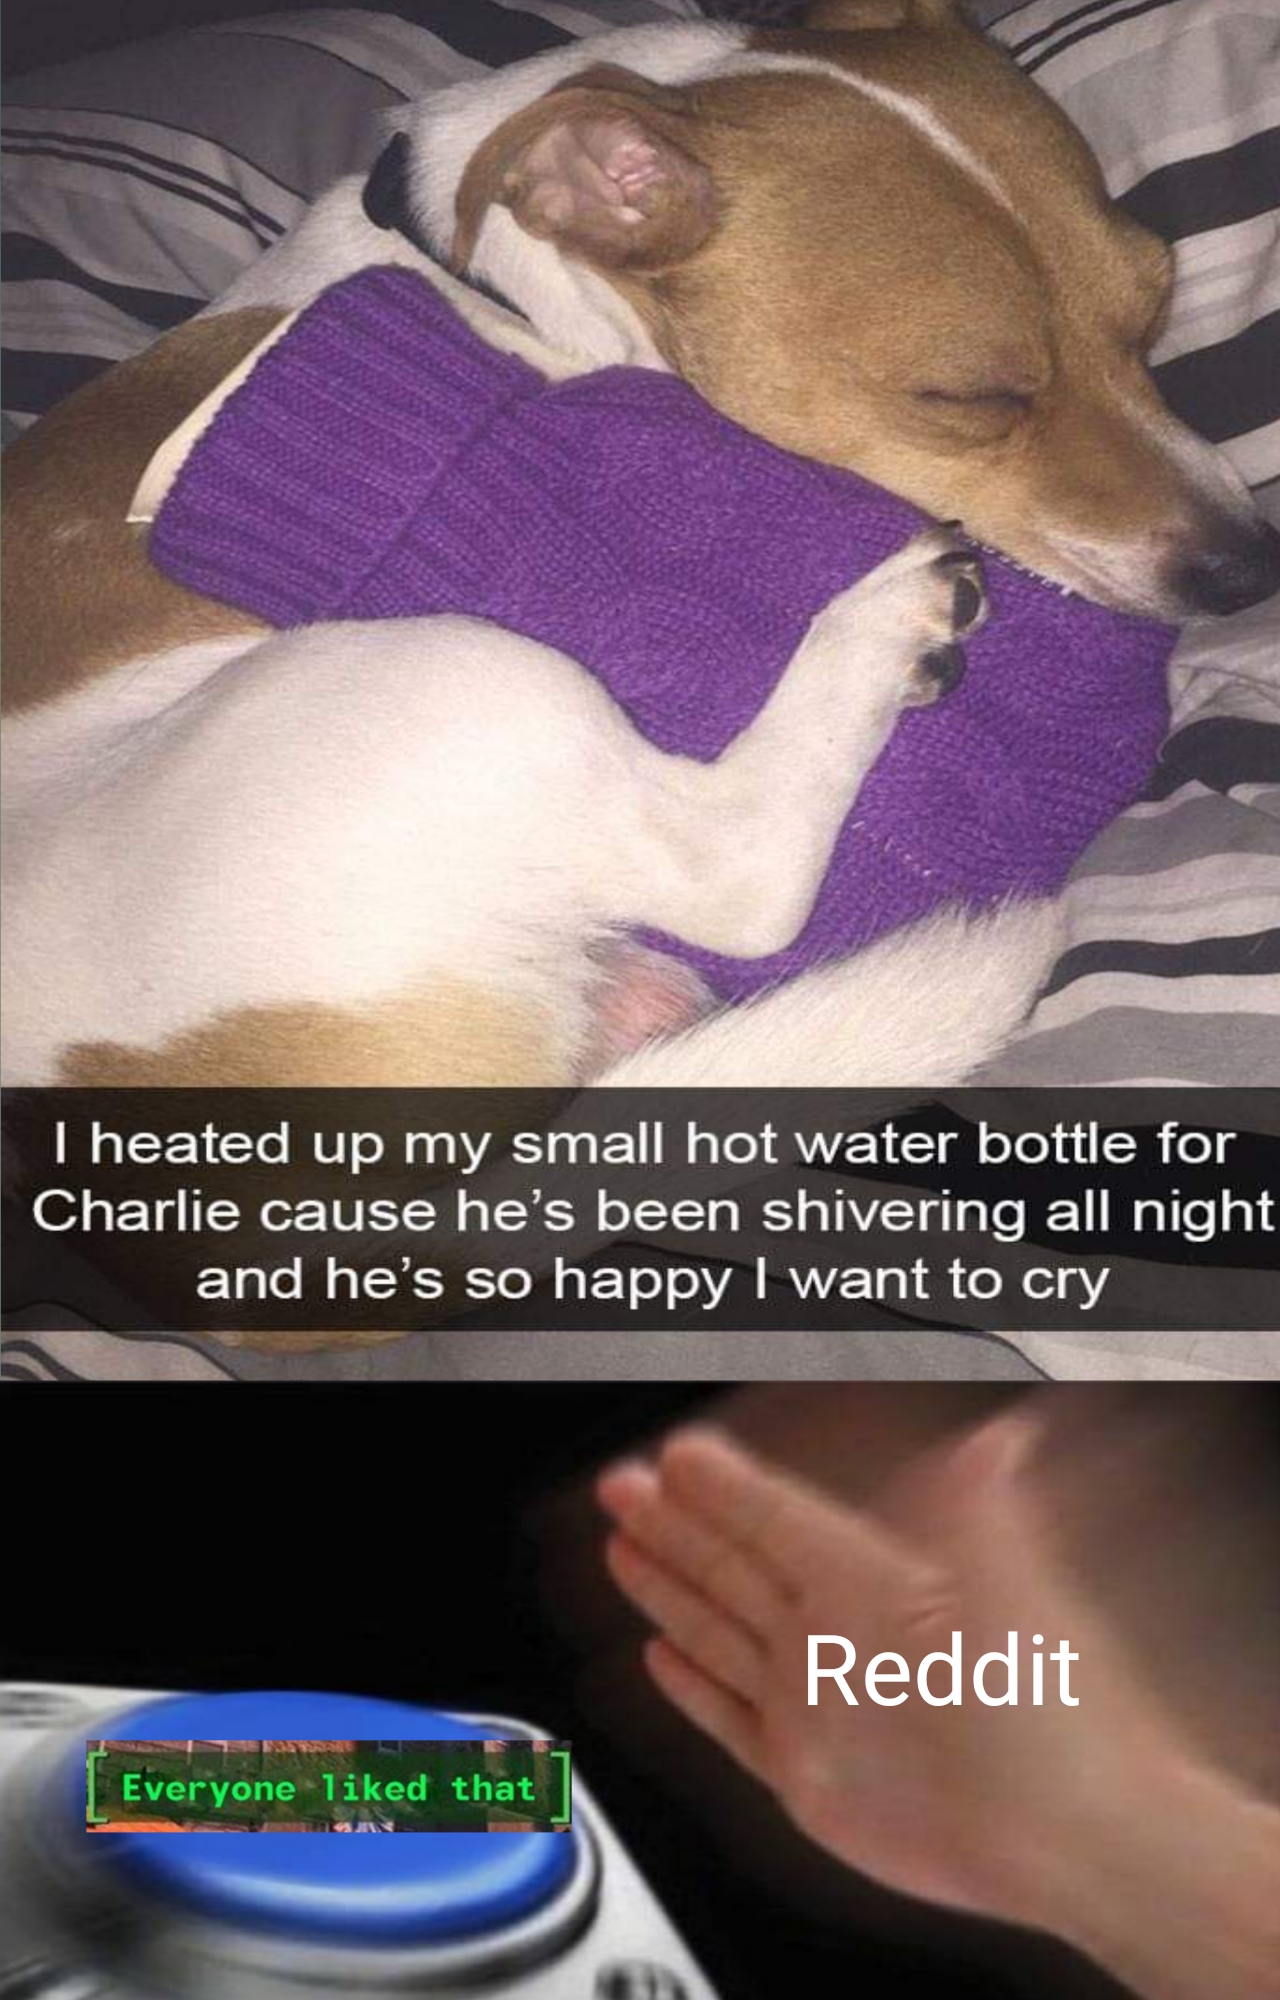 I heated up my small hot water bottle for
Charlie cause he’s been shivering all night
and he’s so happy I want to cry
Reddit
[Everyone liked that]